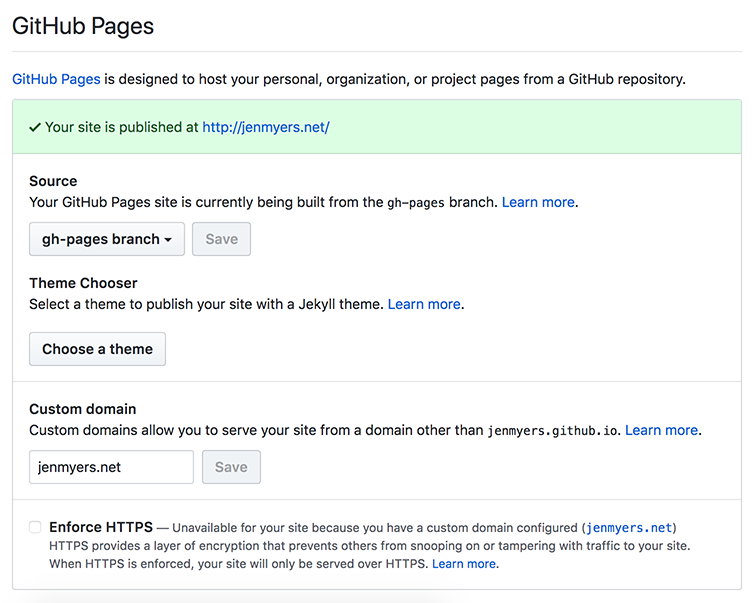 GitHub Pages
GitHub Pages is designed to host your personal, organization, or project pages from a GitHub repository.
Your site is published at http://jenmyers.net/
Source
Your GitHub Pages site is currently being built from the gh-pages branch. Learn more.
gh-pages branch
Save
Theme Chooser
Select a theme to publish your site with a Jekyll theme. Learn more.
Choose a theme
Custom domain
Custom domains allow you to serve your site from a domain other than jenmyers.github.io. Learn more.
jenmyers.net
Save
Enforce HTTPS — Unavailable for your site because you have a custom domain configured (jenmyers.net)
HTTPS provides a layer of encryption that prevents others from snooping on or tampering with traffic to your site.
When HTTPS is enforced, your site will only be served over HTTPS. Learn more.